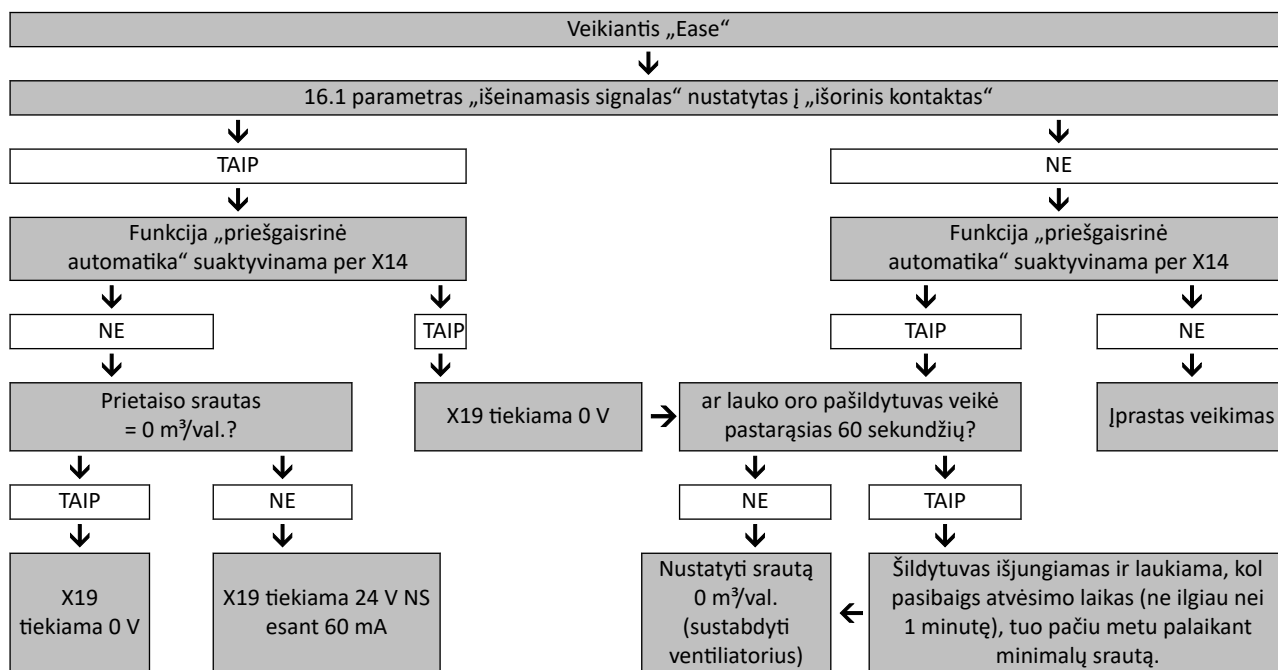 Veikiantis „Ease“
16.1 parametras „išeinamasis signalas“ nustatytas į „išorinis kontaktas“
TAIP
NE
Funkcija „priešgaisrinė
automatika“ suaktyvinama per X14
Funkcija „priešgaisrinė
automatika“ suaktyvinama per X14
NE
TAIP
TAIP
NE
Prietaiso srautas
= 0 m³/val.?
X19 tiekiama 0 V
ar lauko oro pašildytuvas veikė
pastarąsias 60 sekundžių?
Įprastas veikimas
TAIP
NE
NE
TAIP
X19
tiekiama 0 V
X19 tiekiama 24 V NS
esant 60 mA
Nustatyti srautą
0 m³/val.
(sustabdyti
ventiliatorius)
Šildytuvas išjungiamas ir laukiama, kol
pasibaigs atvėsimo laikas (ne ilgiau nei
1 minutę), tuo pačiu metu palaikant
minimalų srautą.